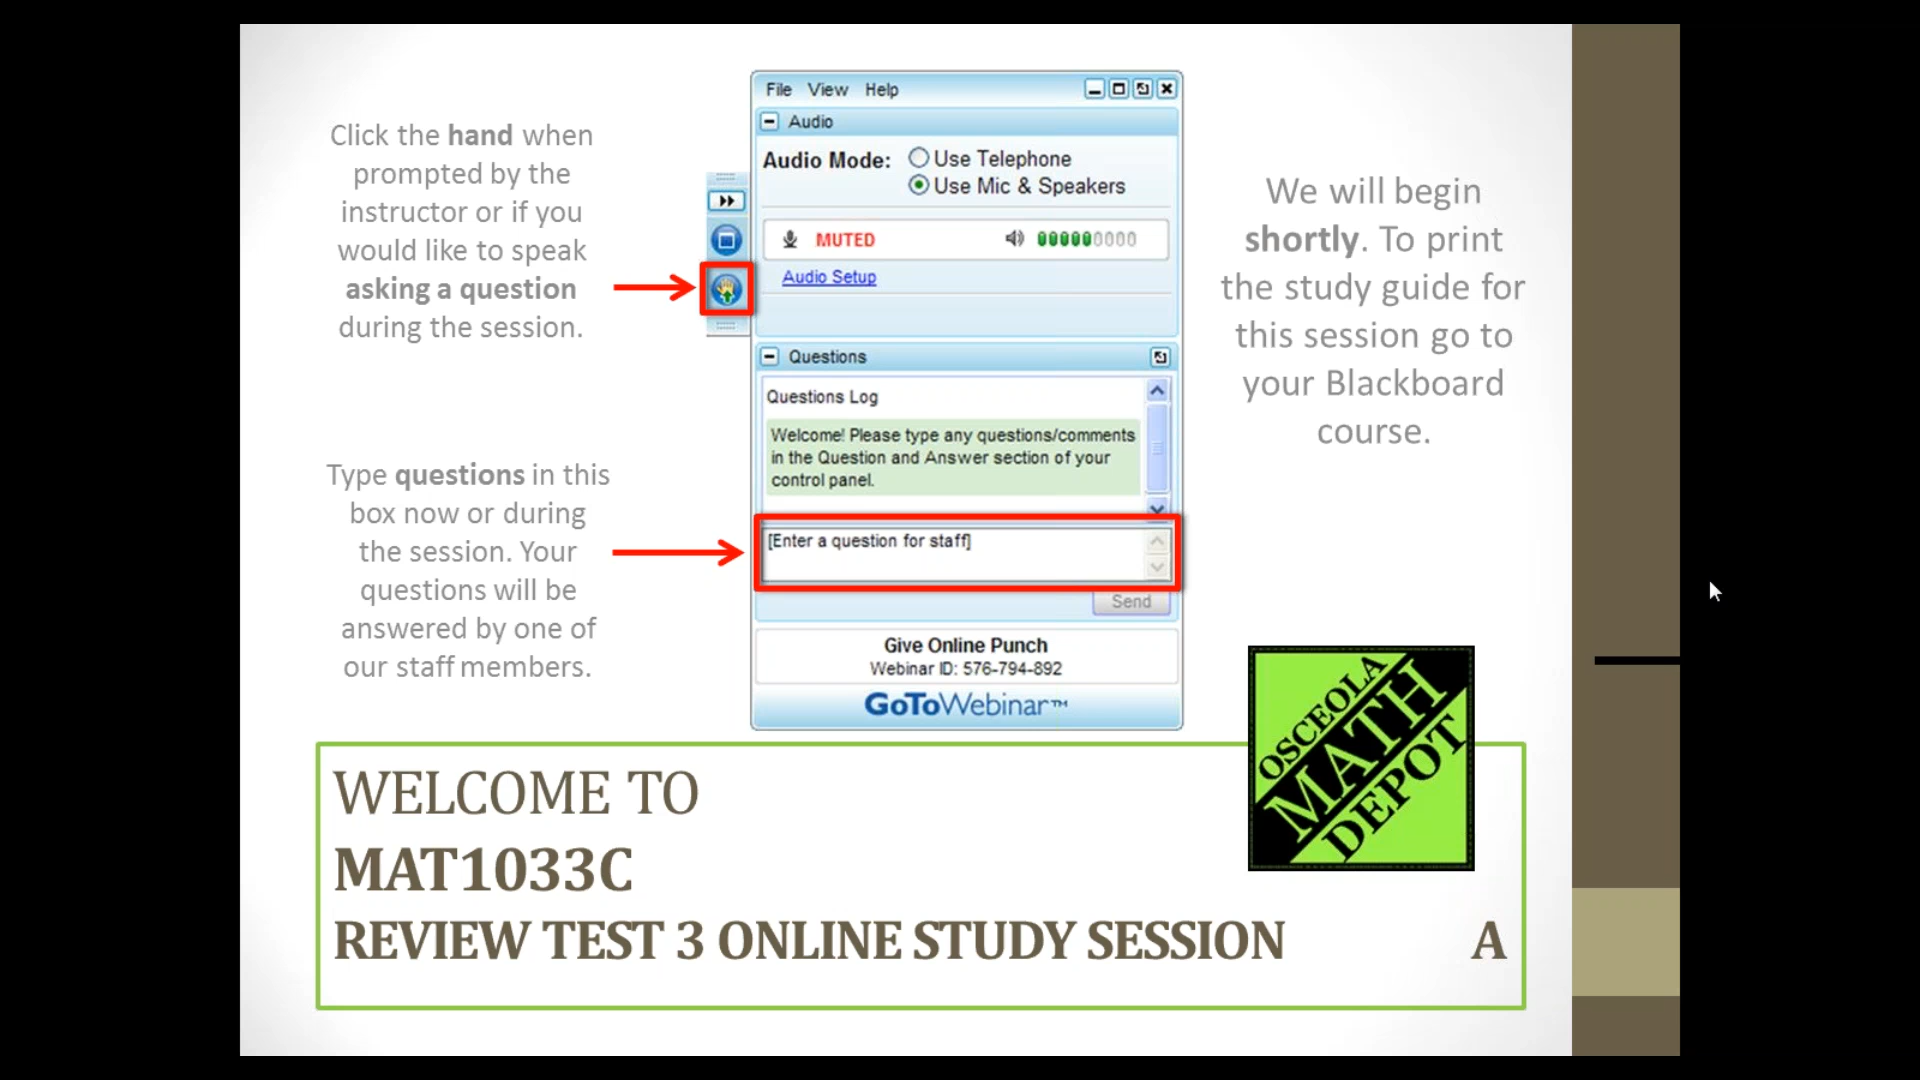 Click the hand when
prompted by the
instructor or if you
would like to speak
asking a question
during the session.
Type questions in this
box now or during
the session. Your
questions will be
answered by one of
our staff members.
File View Help
Audio
Audio Mode: Use Telephone
Use Mic & Speakers
MUTED
Audio Setup
Questions
Questions Log
Welcome! Please type any questions/comments
in the Question and Answer section of your
control panel.
[Enter a question for staff]
Send
Give Online Punch
Webinar ID: 576-794-892
GoToWebinar™
We will begin
shortly. To print
the study guide for
this session go to
your Blackboard
course.
OSCEOLA
MATH
DEPOT
WELCOME TO
MAT1033C
REVIEW TEST 3 ONLINE STUDY SESSION A